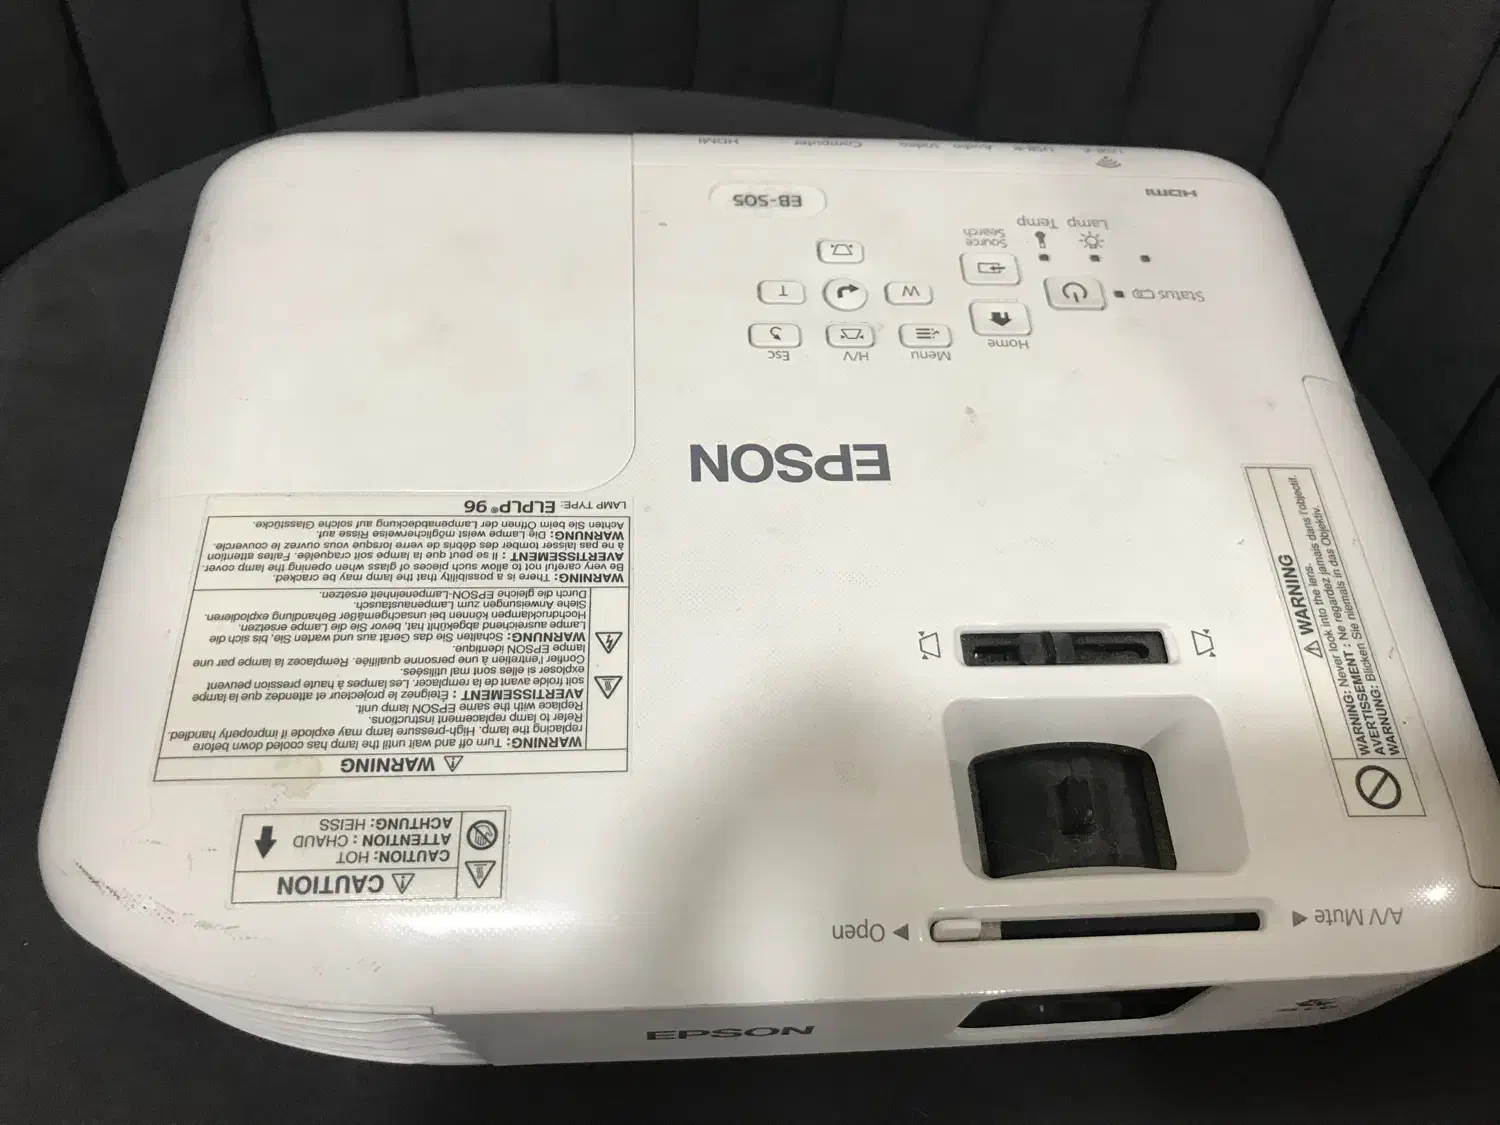 HDMI
Computer
Video
Audio
USB-B
HDMI
EB-S05
Lamp Temp
Source
Search
Status
Home
T
W
Esc
H/V
Menu
EPSON
LAMP TYPE: ELPLP® 96
⚠ WARNING
WARNING: Turn off and wait until the lamp has cooled down before
replacing the lamp. High-pressure lamp may explode if improperly handled.
Refer to lamp replacement instructions.
Replace with the same EPSON lamp unit.
AVERTISSEMENT : Éteignez le projecteur et attendez que la lampe
soit froide avant de la remplacer. Les lampes à haute pression peuvent
exploser si elles sont mal utilisées.
Confier l'entretien à une personne qualifiée. Remplacez la lampe par une
lampe EPSON identique.
WARNUNG: Schalten Sie das Gerät aus und warten Sie, bis sich die
Lampe ausreichend abgekühlt hat, bevor Sie die Lampe ersetzen.
Hochdrucklampen können bei unsachgemäßer Behandlung explodieren.
Siehe Anweisungen zum Lampenaustausch.
Durch die gleiche EPSON-Lampeneinheit ersetzen.
WARNING: There is a possibility that the lamp may be cracked.
Be very careful not to allow such pieces of glass when opening the lamp cover.
AVERTISSEMENT : Il se peut que la lampe soit craquelée. Faites attention
à ne pas laisser tomber des débris de verre lorsque vous ouvrez le couvercle.
WARNUNG: Die Lampe weist möglicherweise Risse auf.
Achten Sie beim Öffnen der Lampenabdeckung auf solche Glasstücke.
⚠ CAUTION
CAUTION: HOT
ATTENTION : CHAUD
ACHTUNG: HEISS
⚠ WARNING
WARNING: Never look into the lens.
AVERTISSEMENT : Ne regardez jamais dans l'objectif.
WARNUNG: Blicken Sie niemals in das Objektiv.
A/V Mute
Open
EPSON